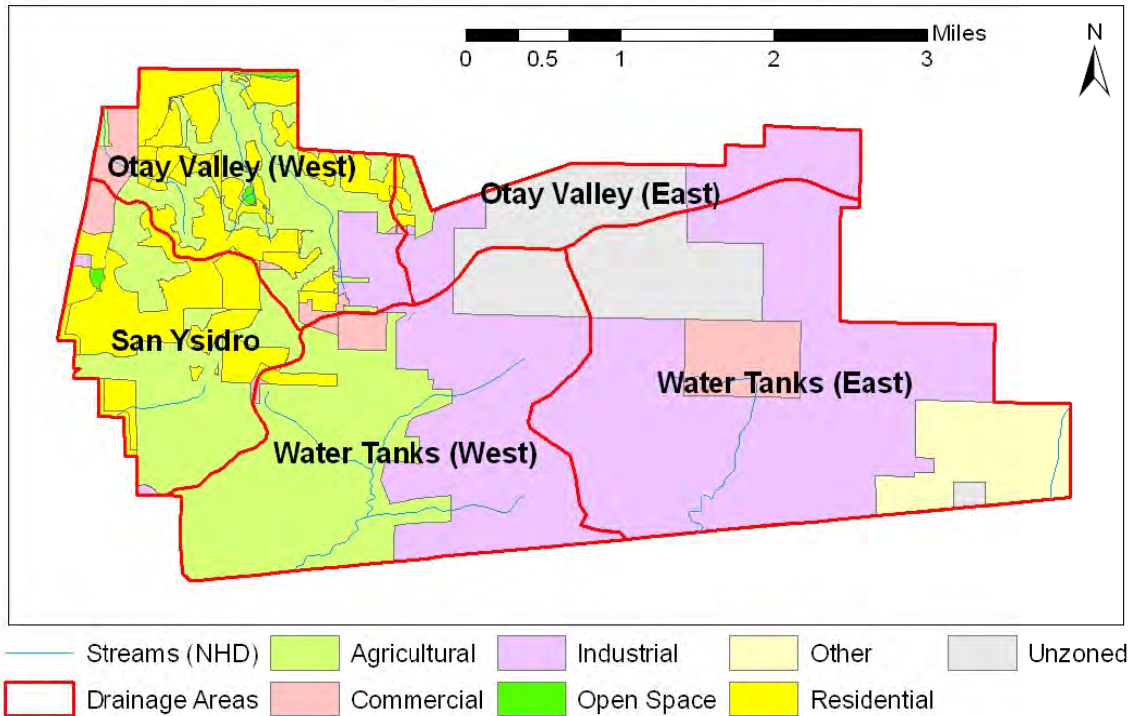 Miles
N
0 0.5 1 2 3
Otay Valley (West)
Otay Valley (East)
San Ysidro
Water Tanks (East)
Water Tanks (West)
Streams (NHD) Agricultural Industrial Other Unzoned
Drainage Areas Commercial Open Space Residential